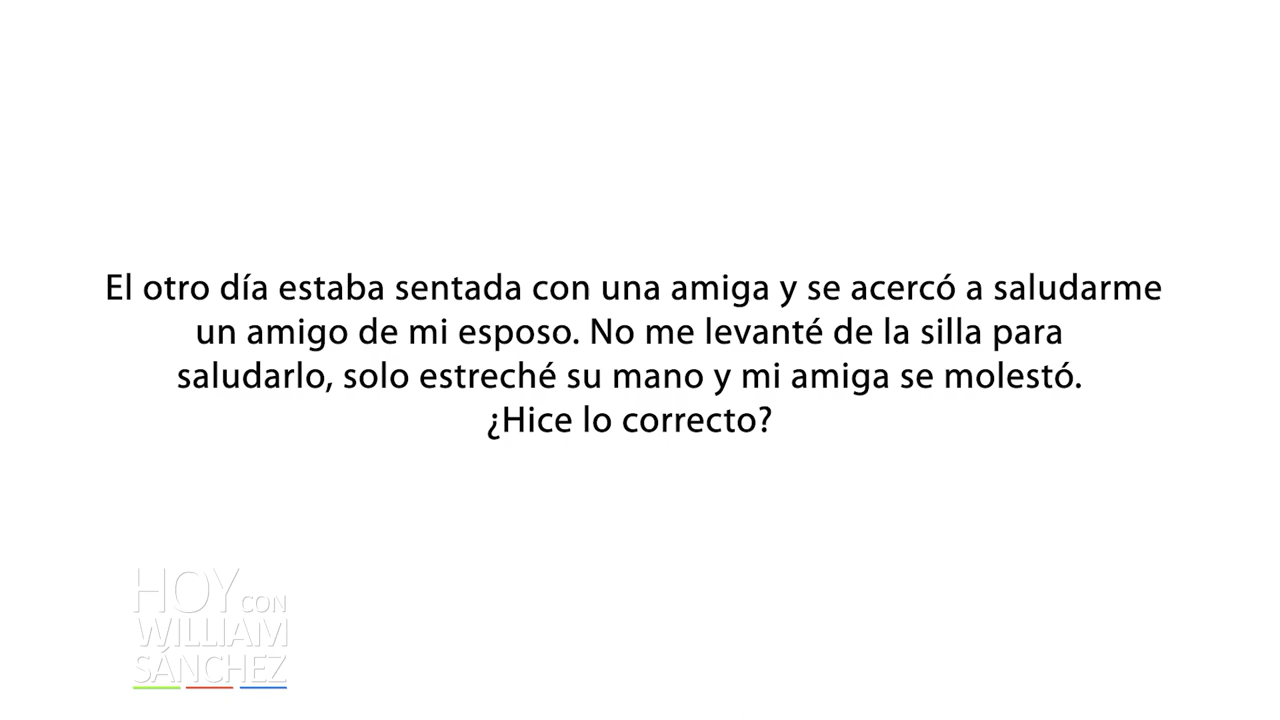 El otro día estaba sentada con una amiga y se acercó a saludarme
un amigo de mi esposo. No me levanté de la silla para
saludarlo, solo estreché su mano y mi amiga se molestó.
¿Hice lo correcto?
HOY CON
WILLIAM
SÁNCHEZ